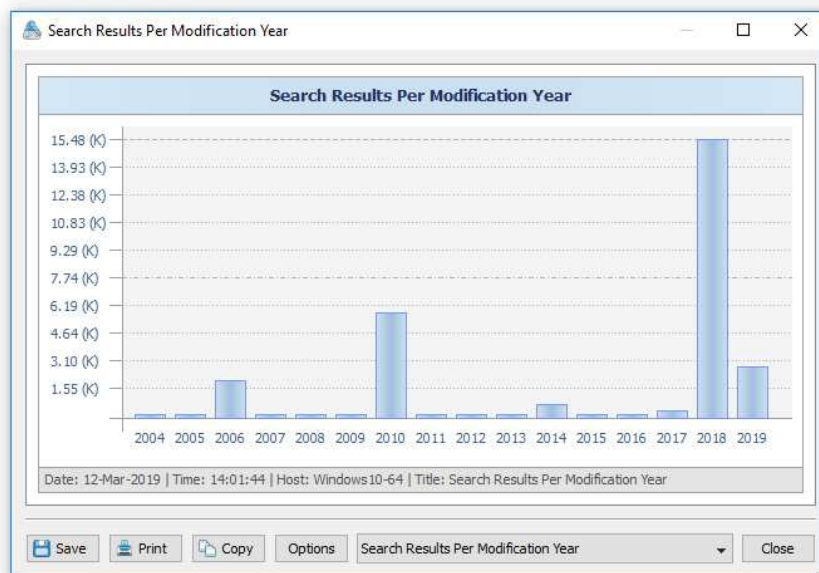 Search Results Per Modification Year
Search Results Per Modification Year
15.48 (K)
13.93 (K)
12.38 (K)
10.83 (K)
9.29 (K)
7.74 (K)
6.19 (K)
4.64 (K)
3.10 (K)
1.55 (K)
2004 2005 2006 2007 2008 2009 2010 2011 2012 2013 2014 2015 2016 2017 2018 2019
Date: 12-Mar-2019 | Time: 14:01:44 | Host: Windows10-64 | Title: Search Results Per Modification Year
Save Print Copy Options Search Results Per Modification Year Close